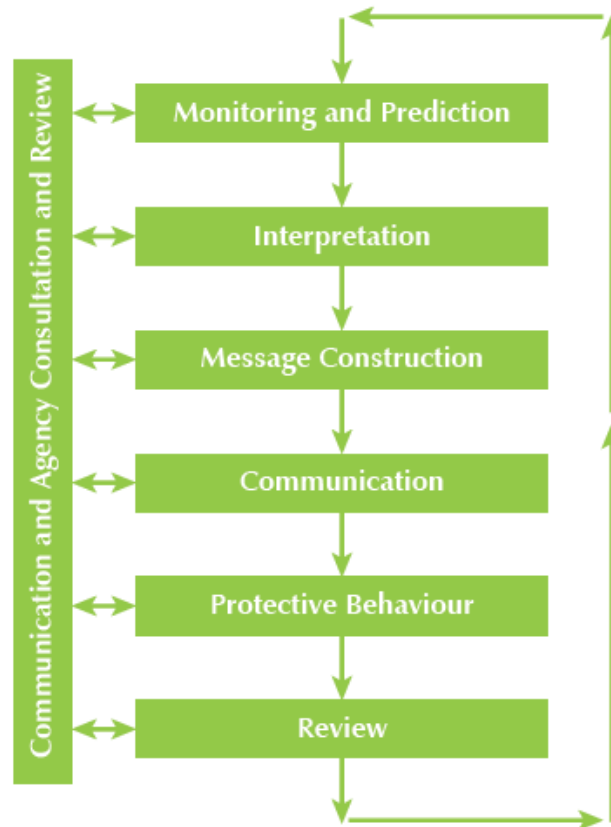 Communication and Agency Consultation and Review
Monitoring and Prediction
Interpretation
Message Construction
Communication
Protective Behaviour
Review